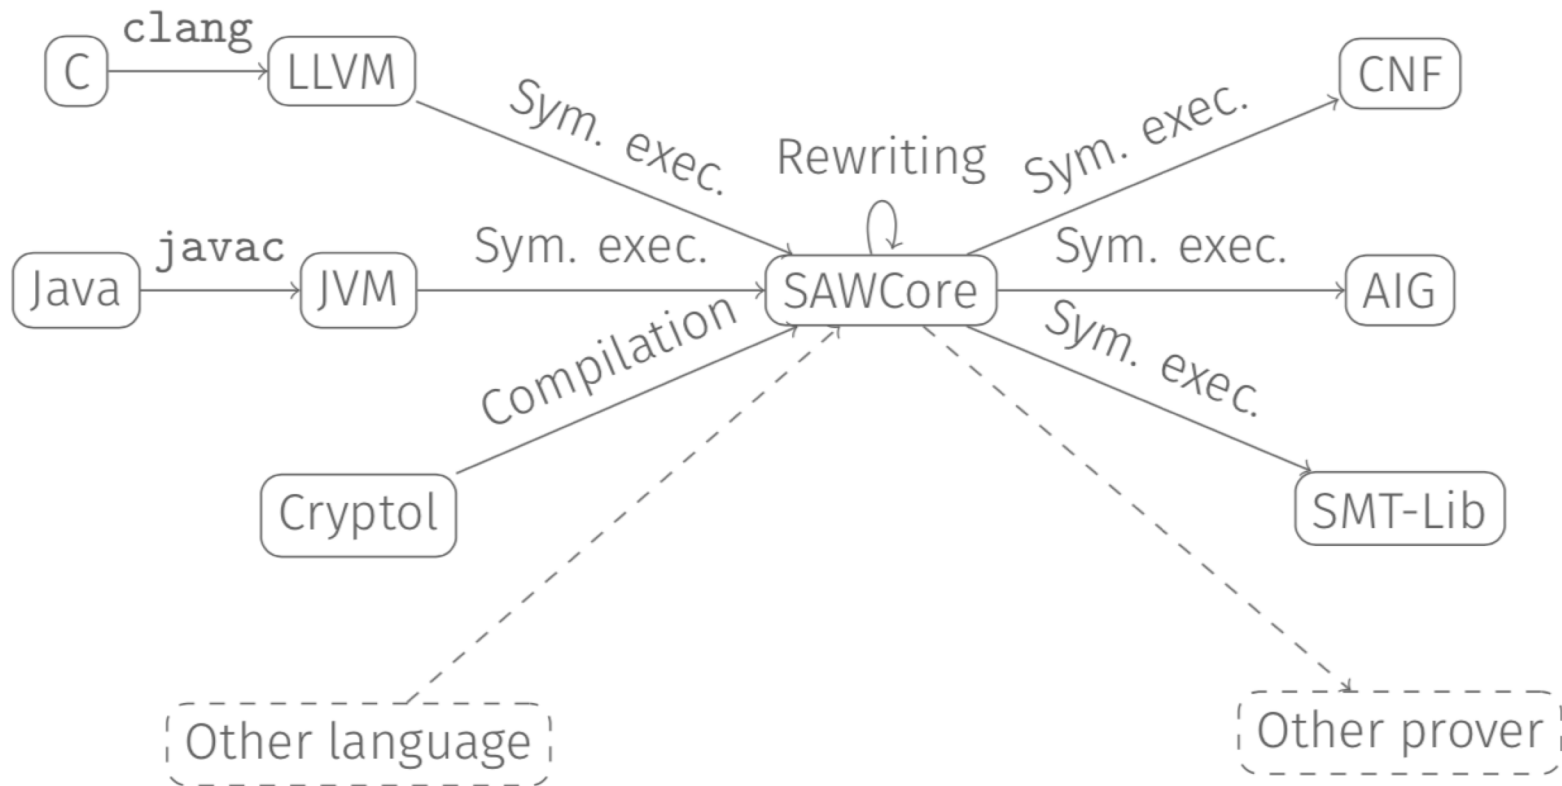 clang
C
LLVM
Sym. exec.
Rewriting
Sym. exec.
CNF
javac
Java
JVM
Sym. exec.
SAWCore
Sym. exec.
AIG
Compilation
Sym. exec.
Cryptol
SMT-Lib
Other language
Other prover